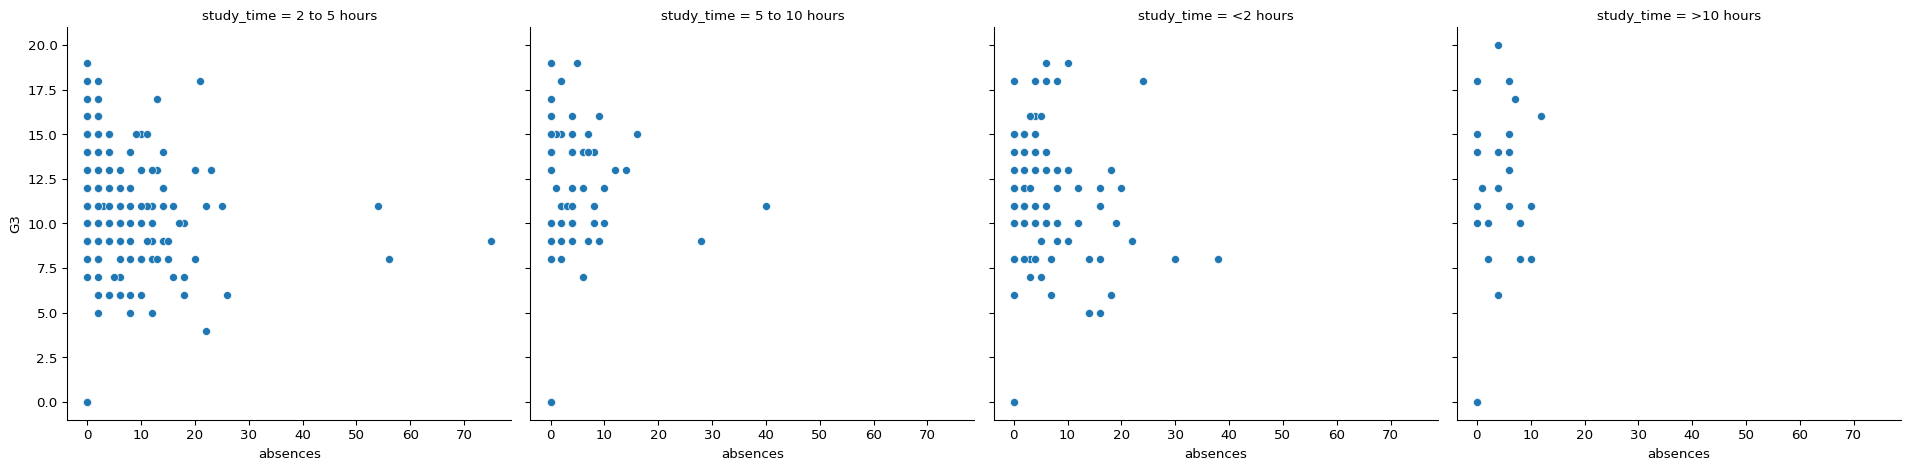 study_time = 2 to 5 hours
study_time = 5 to 10 hours
study_time = <2 hours
study_time = >10 hours
G3
20.0
17.5
15.0
12.5
10.0
7.5
5.0
2.5
0.0
0 10 20 30 40 50 60 70
0 10 20 30 40 50 60 70
0 10 20 30 40 50 60 70
0 10 20 30 40 50 60 70
absences
absences
absences
absences